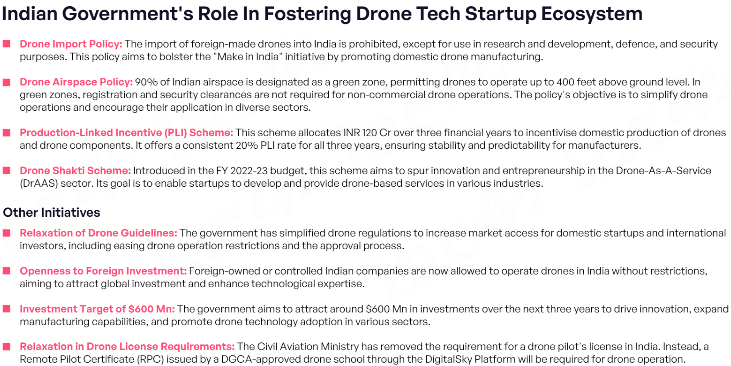 Indian Government's Role In Fostering Drone Tech Startup Ecosystem
Drone Import Policy: The import of foreign-made drones into India is prohibited, except for use in research and development, defence, and security
purposes. This policy aims to bolster the "Make in India" initiative by promoting domestic drone manufacturing.
Drone Airspace Policy: 90% of Indian airspace is designated as a green zone, permitting drones to operate up to 400 feet above ground level. In
green zones, registration and security clearances are not required for non-commercial drone operations. The policy's objective is to simplify drone
operations and encourage their application in diverse sectors.
Production-Linked Incentive (PLI) Scheme: This scheme allocates INR 120 Cr over three financial years to incentivise domestic production of drones
and drone components. It offers a consistent 20% PLI rate for all three years, ensuring stability and predictability for manufacturers.
Drone Shakti Scheme: Introduced in the FY 2022-23 budget, this scheme aims to spur innovation and entrepreneurship in the Drone-As-A-Service
(DrAAS) sector. Its goal is to enable startups to develop and provide drone-based services in various industries.
Other Initiatives
Relaxation of Drone Guidelines: The government has simplified drone regulations to increase market access for domestic startups and international
investors, including easing drone operation restrictions and the approval process.
Openness to Foreign Investment: Foreign-owned or controlled Indian companies are now allowed to operate drones in India without restrictions,
aiming to attract global investment and enhance technological expertise.
Investment Target of $600 Mn: The government aims to attract around $600 Mn in investments over the next three years to drive innovation, expand
manufacturing capabilities, and promote drone technology adoption in various sectors.
Relaxation in Drone License Requirements: The Civil Aviation Ministry has removed the requirement for a drone pilot's license in India. Instead, a
Remote Pilot Certificate (RPC) issued by a DGCA-approved drone school through the DigitalSky Platform will be required for drone operation.